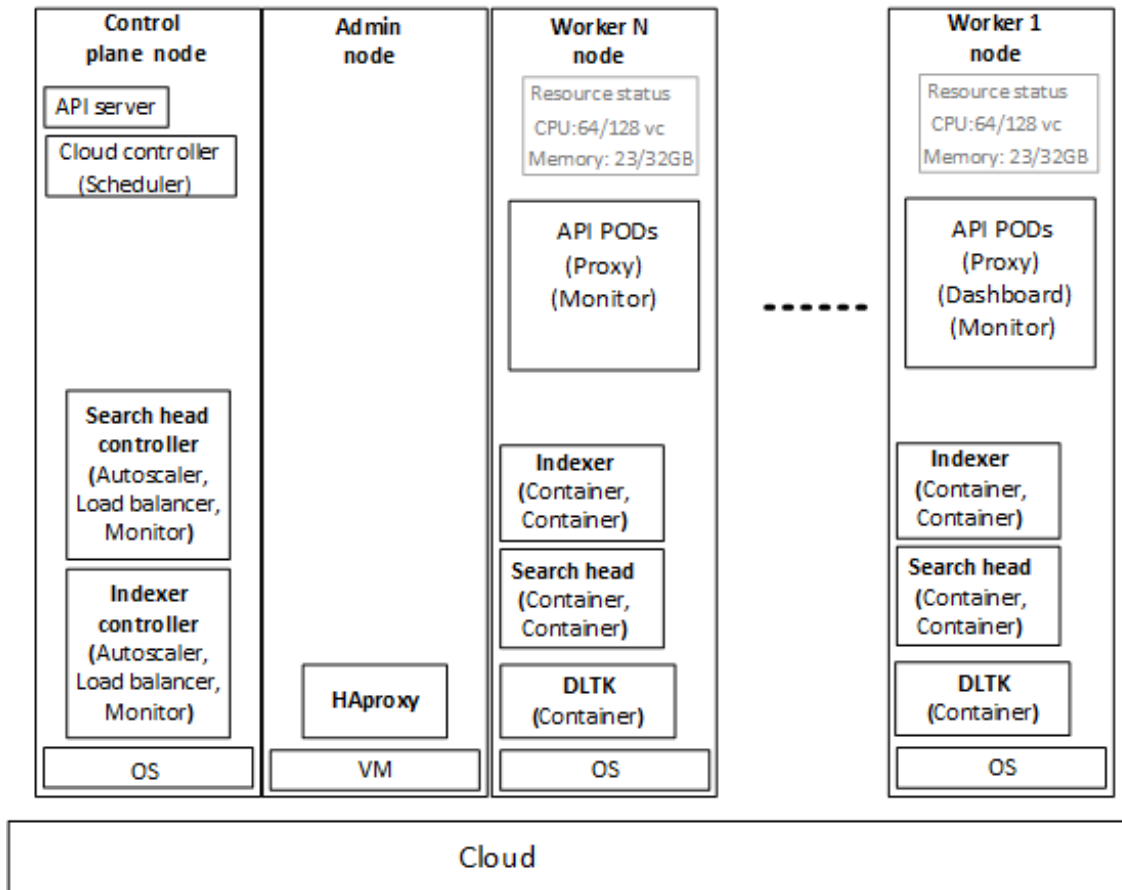 Control
plane node
API server
Cloud controller
(Scheduler)
Search head
controller
(Autoscaler,
Load balancer,
Monitor)
Indexer
controller
(Autoscaler,
Load balancer,
Monitor)
OS
Admin
node
HAproxy
VM
Worker N
node
Resource status
CPU:64/128 vc
Memory: 23/32GB
API PODs
(Proxy)
(Monitor)
Indexer
(Container,
Container)
Search head
(Container,
Container)
DLTK
(Container)
OS
Worker 1
node
Resource status
CPU:64/128 vc
Memory: 23/32GB
API PODs
(Proxy)
(Dashboard)
(Monitor)
Indexer
(Container,
Container)
Search head
(Container,
Container)
DLTK
(Container)
OS
Cloud